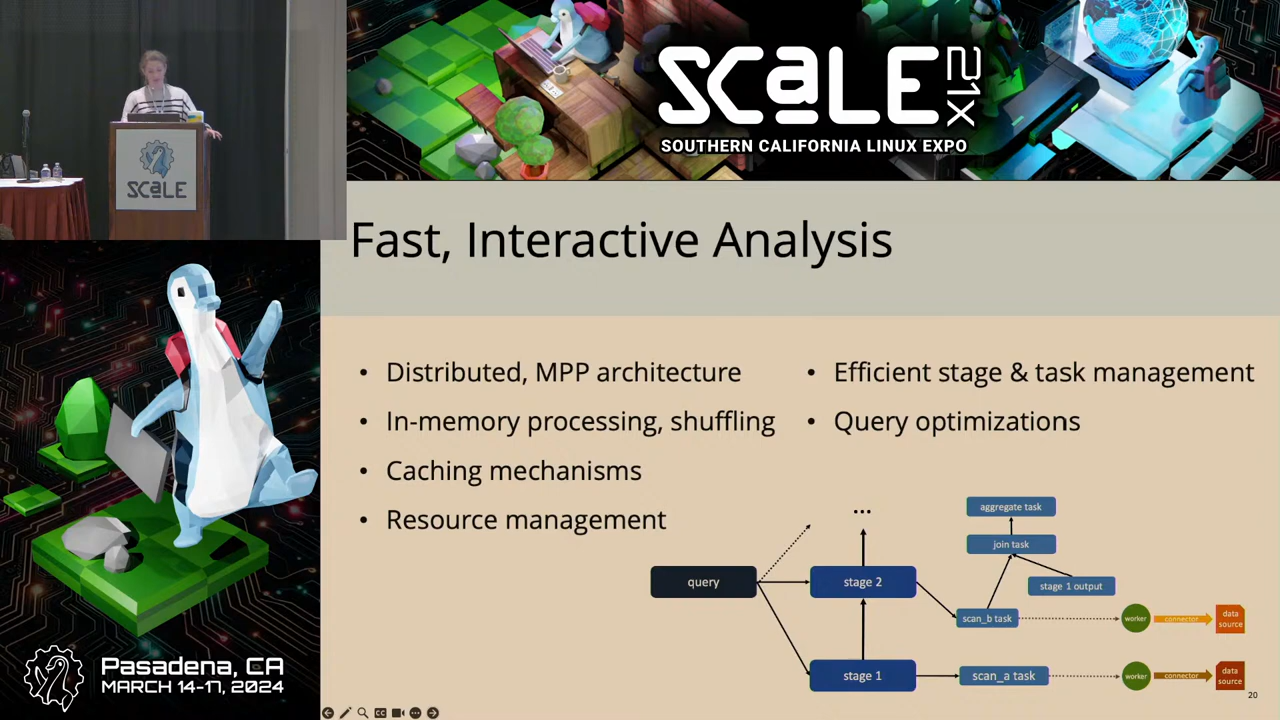 SCALE
21X
SOUTHERN CALIFORNIA LINUX EXPO
SCALE
Fast, Interactive Analysis
• Distributed, MPP architecture
• In-memory processing, shuffling
• Caching mechanisms
• Resource management
• Efficient stage & task management
• Query optimizations
...
aggregate task
join task
query
stage 2
stage 1 output
scan_b task
worker
connector
data
source
stage 1
scan_a task
worker
connector
data
source
20
Pasadena, CA
MARCH 14-17, 2024
CC